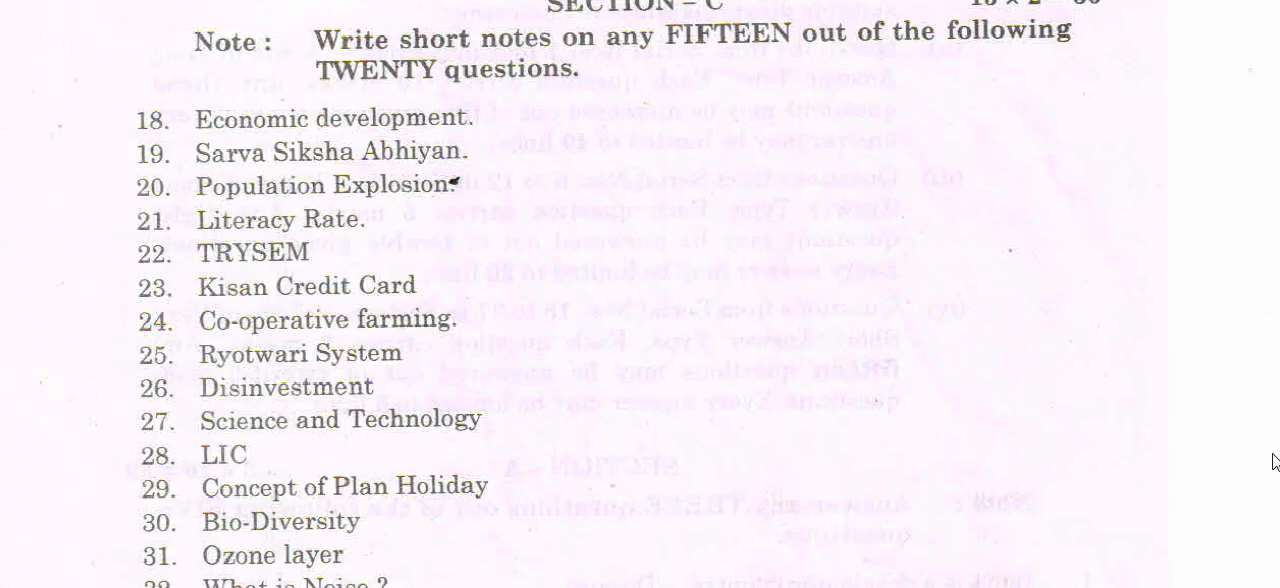 SECTION - C
Note : Write short notes on any FIFTEEN out of the following
TWENTY questions.
18. Economic development.
19. Sarva Siksha Abhiyan.
20. Population Explosion.
21. Literacy Rate.
22. TRYSEM
23. Kisan Credit Card
24. Co-operative farming.
25. Ryotwari System
26. Disinvestment
27. Science and Technology
28. LIC
29. Concept of Plan Holiday
30. Bio-Diversity
31. Ozone layer
What is Noise ?